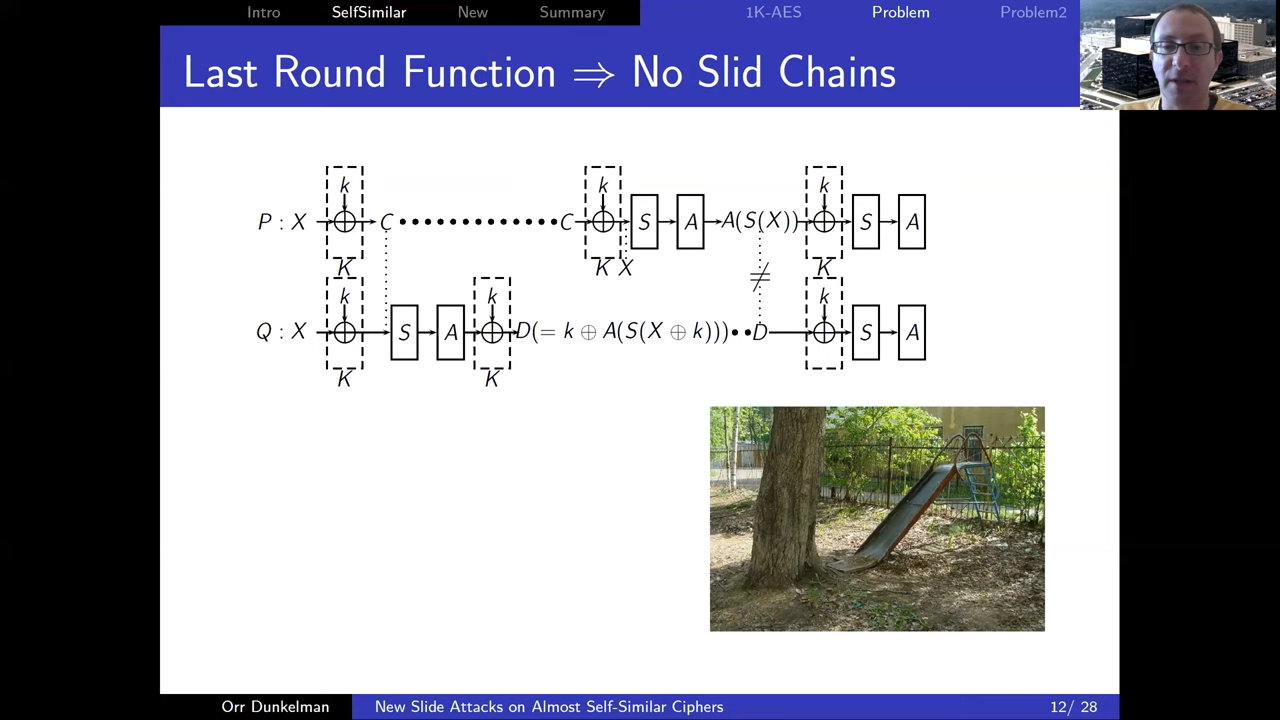 Intro SelfSimilar New Summary 1K-AES Problem Problem2
Last Round Function ⇒ No Slid Chains
k k k
P : X ⊕ C C ⊕ S A A(S(X)) ⊕ S A
K K X K
≠
k k k
Q : X ⊕ S A ⊕ D(= k ⊕ A(S(X ⊕ k))) D ⊕ S A
K K
Orr Dunkelman New Slide Attacks on Almost Self-Similar Ciphers 12/ 28